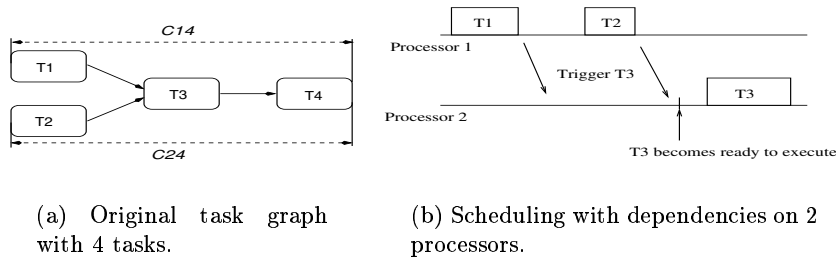 C14
T1
T3
T4
T2
C24
(a) Original task graph
with 4 tasks.
T1
T2
Processor 1
Trigger T3
T3
Processor 2
T3 becomes ready to execute
(b) Scheduling with dependencies on 2
processors.